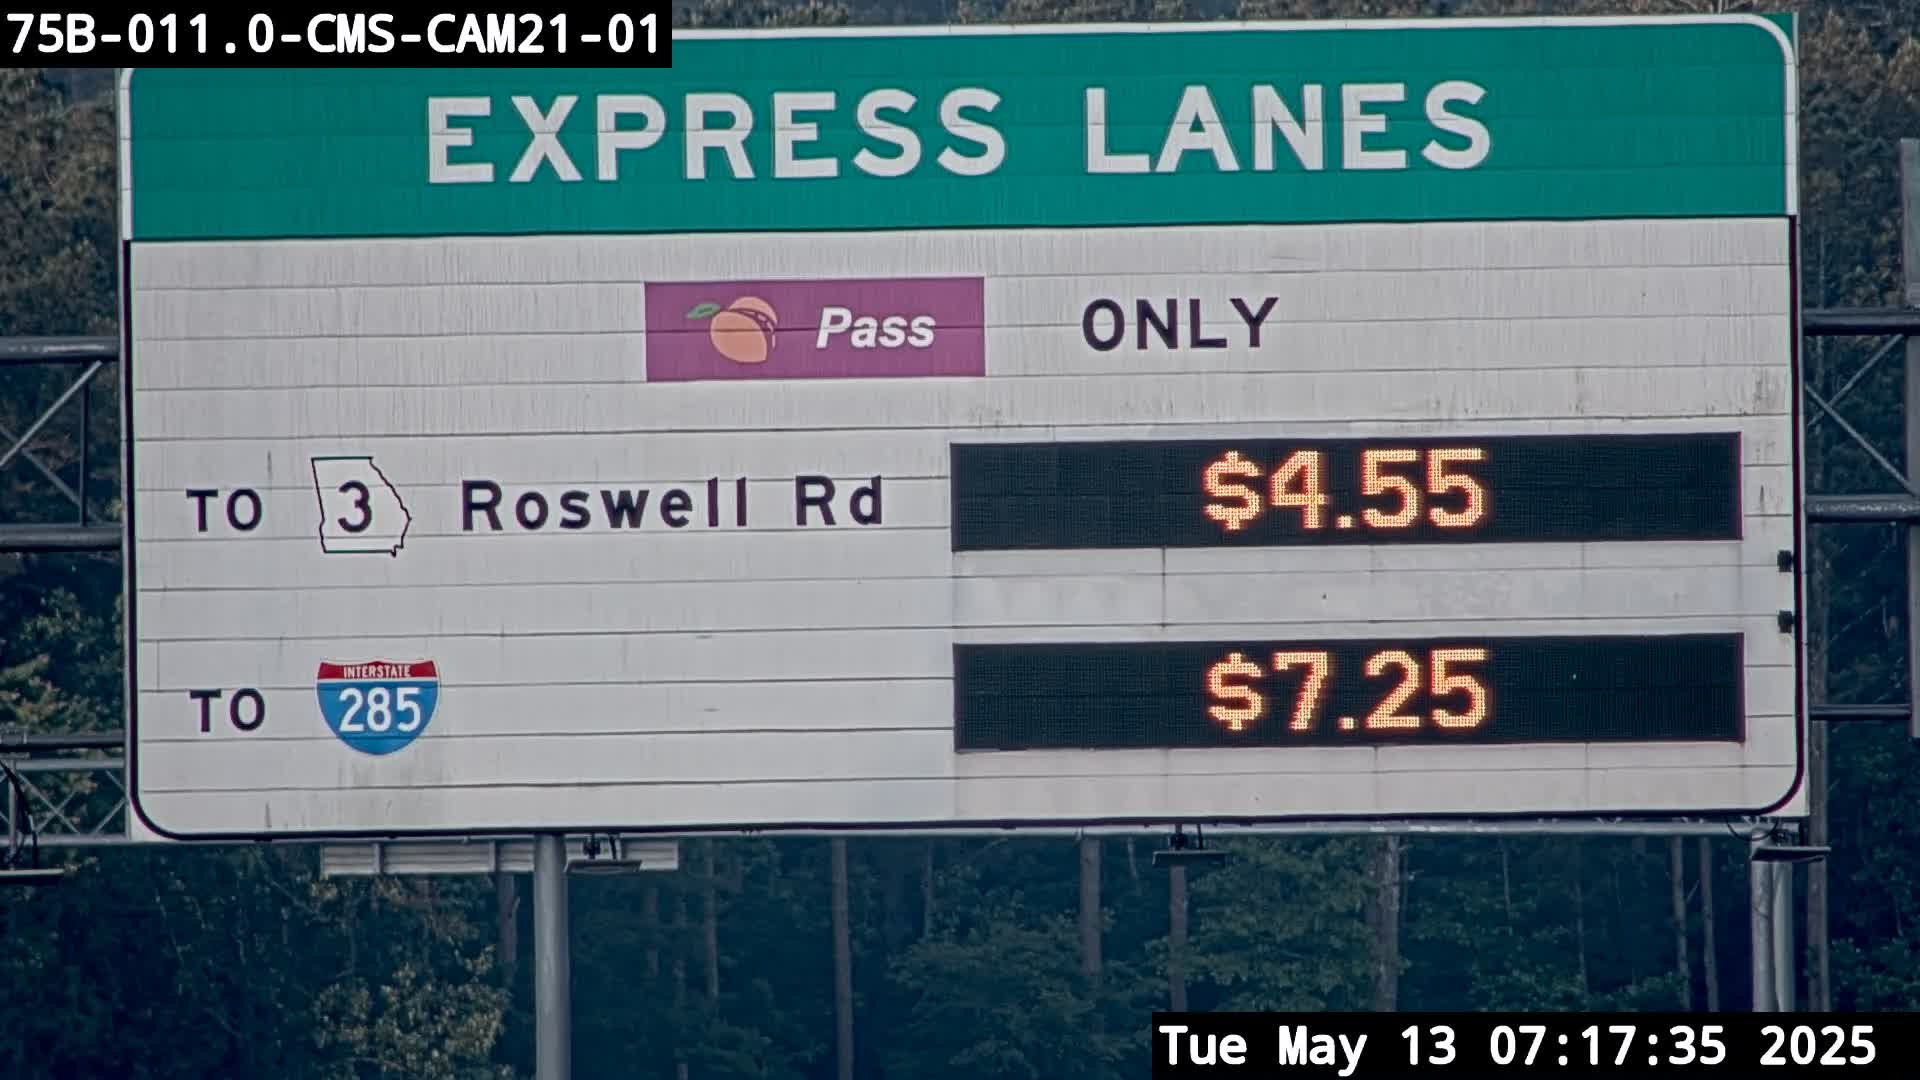 75B-011.0-CMS-CAM21-01
EXPRESS LANES
Pass ONLY
TO 3 Roswell Rd $4.55
TO INTERSTATE 285 $7.25
Tue May 13 07:17:35 2025